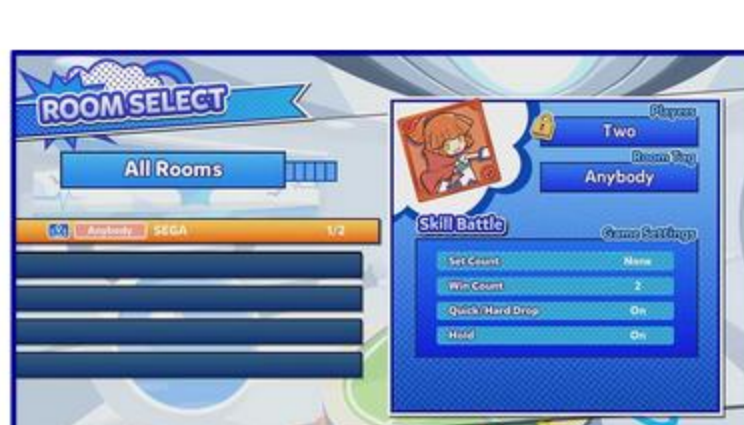 ROOM SELECT
All Rooms
Anybody SEGA 1/2
Players
Two
Room Tag
Anybody
Skill Battle
Game Settings
Set Count None
Win Count 2
Quick/Hard Drop On
Hold On